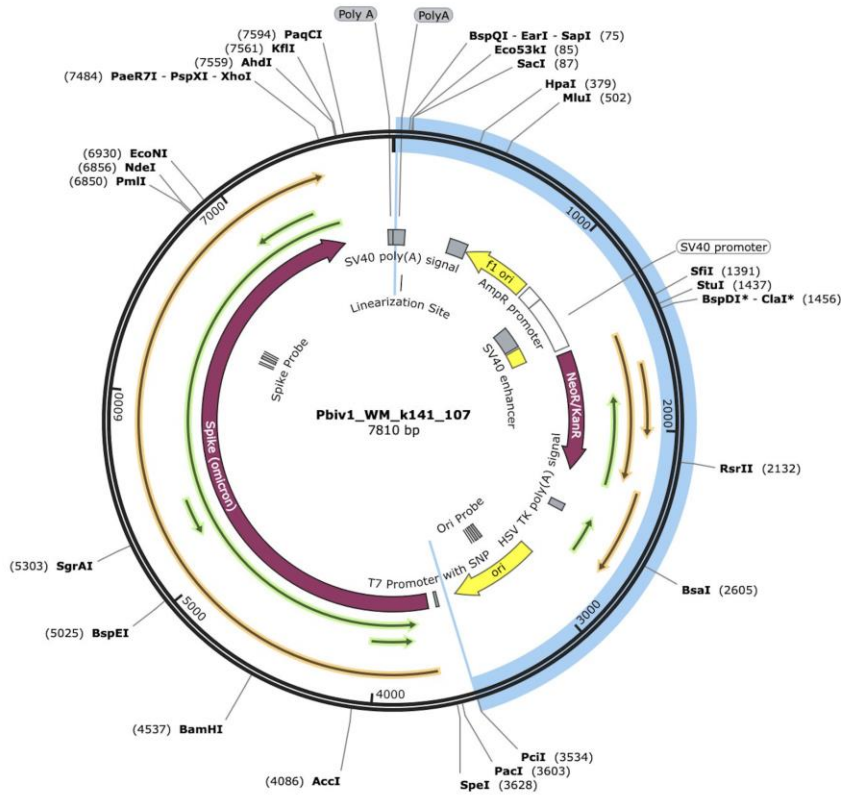 Poly A
PolyA
(7594) PaqCI
(7561) KflI
(7559) AhdI
(7484) PaeR7I - PspXI - XhoI
BspQI - EarI - SapI (75)
Eco53kI (85)
SacI (87)
HpaI (379)
MluI (502)
(6930) EcoNI
(6856) NdeI
(6850) PmlI
7000
1000
SV40 promoter
SfiI (1391)
StuI (1437)
BspDI* - ClaI* (1456)
SV40 poly(A) signal
f1 ori
AmpR promoter
Linearization Site
SV40 enhancer
Spike Probe
NeoR/KanR
6000
2000
Pbiv1_WM_k141_107
7810 bp
Spike (omicron)
RsrII (2132)
HSV TK poly(A) signal
Ori Probe
T7 Promoter with SNP
ori
(5303) SgrAI
BsaI (2605)
(5025) BspEI
5000
3000
4000
(4537) BamHI
(4086) AccI
PciI (3534)
PacI (3603)
SpeI (3628)